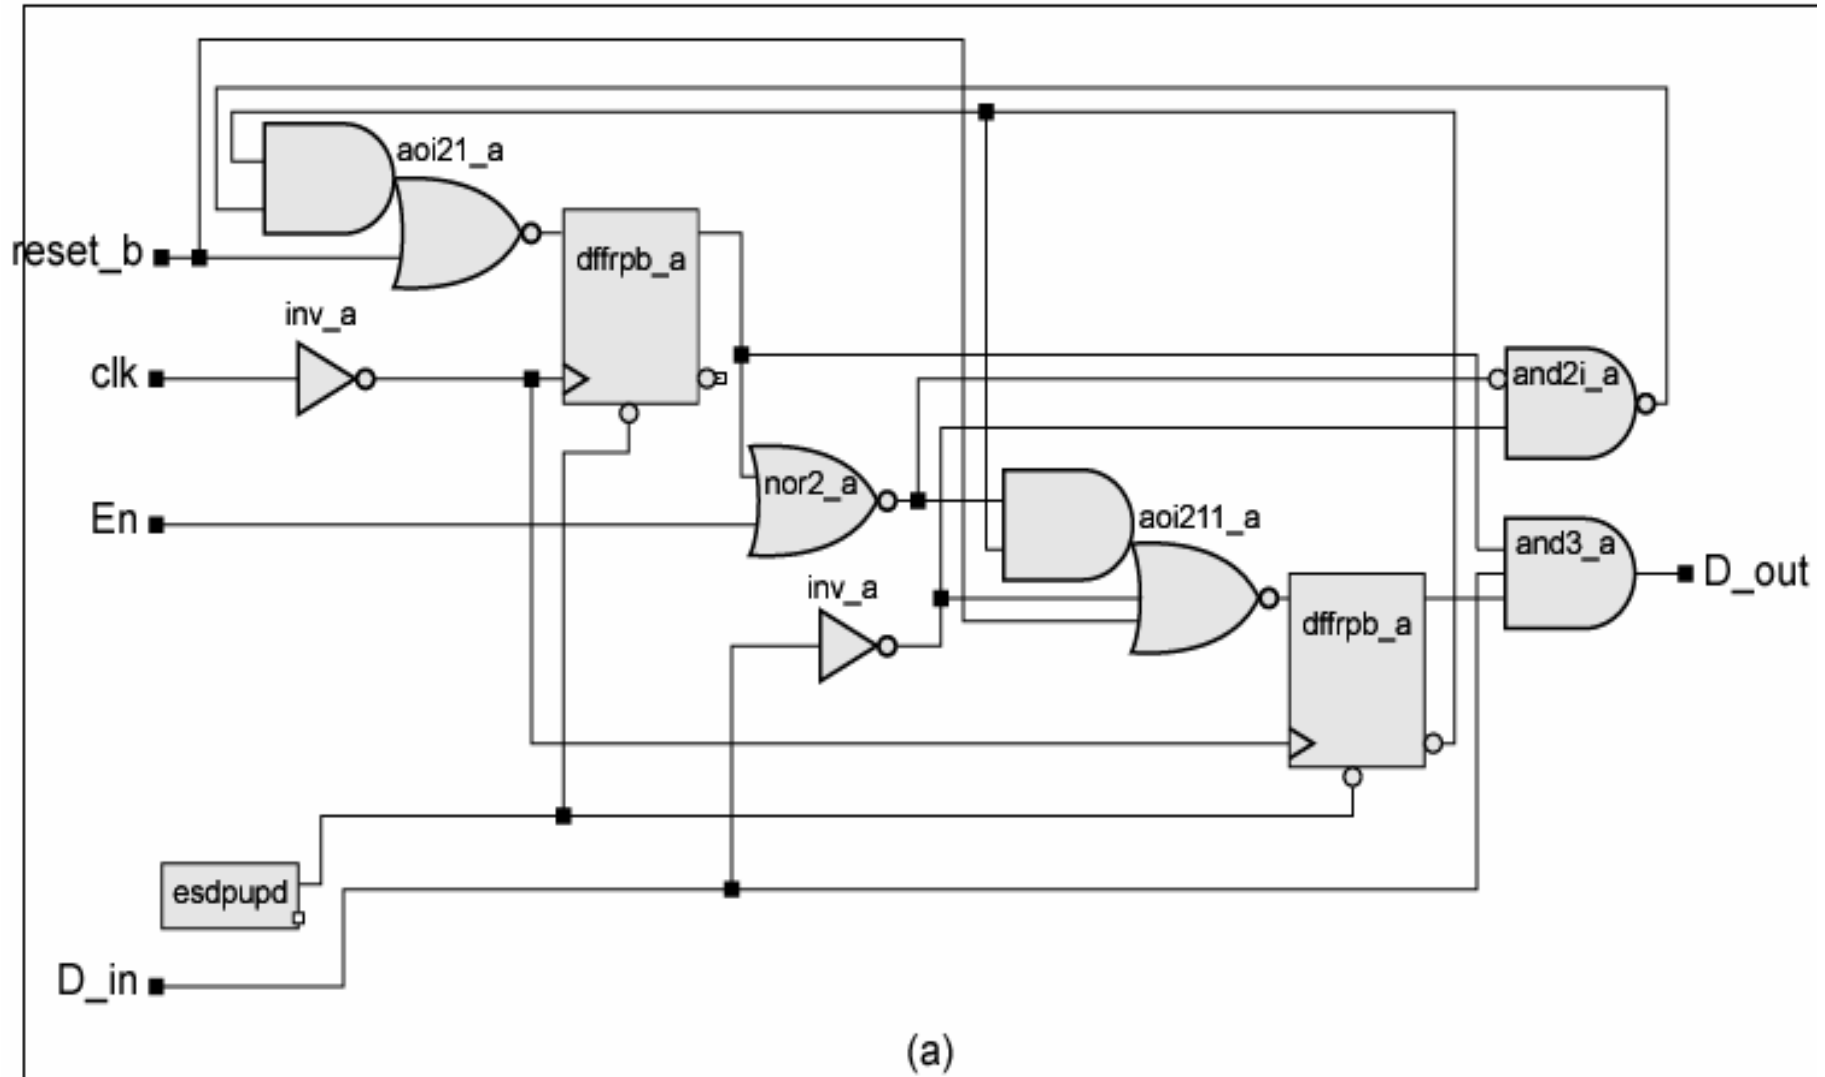 aoi21_a
reset_b
dffrpb_a
inv_a
clk
and2i_a
nor2_a
En
aoi211_a
and3_a
D_out
inv_a
dffrpb_a
esdpupd
D_in
(a)